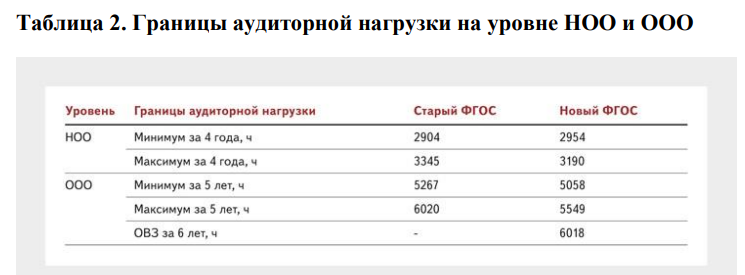 Таблица 2. Границы аудиторной нагрузки на уровне НОО и ООО
Уровень Границы аудиторной нагрузки Старый ФГОС Новый ФГОС
НОО Минимум за 4 года, ч 2904 2954
Максимум за 4 года, ч 3345 3190
ООО Минимум за 5 лет, ч 5267 5058
Максимум за 5 лет, ч 6020 5549
ОВЗ за 6 лет, ч - 6018